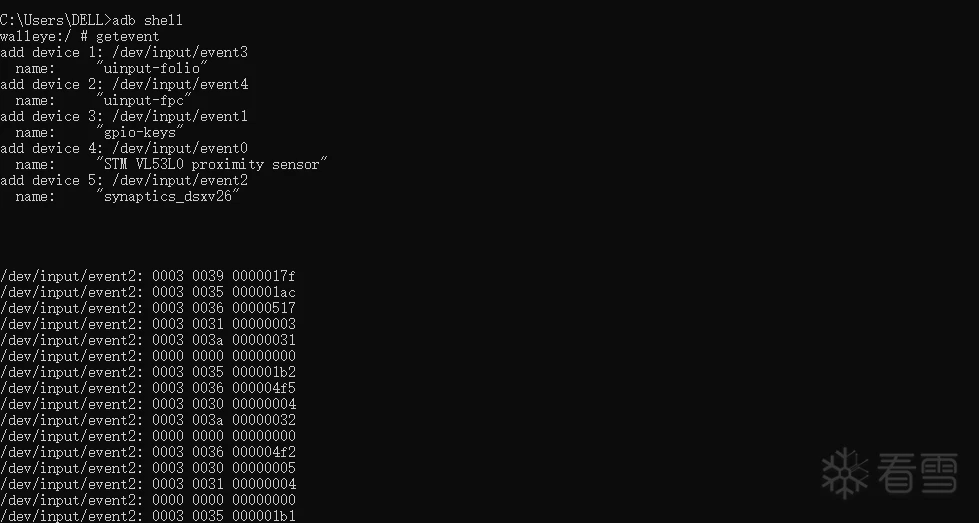 C:\Users\DELL>adb shell
walleye:/ # getevent
add device 1: /dev/input/event3
  name:     "uinput-folio"
add device 2: /dev/input/event4
  name:     "uinput-fpc"
add device 3: /dev/input/event1
  name:     "gpio-keys"
add device 4: /dev/input/event0
  name:     "STM VL53L0 proximity sensor"
add device 5: /dev/input/event2
  name:     "synaptics_dsxv26"
/dev/input/event2: 0003 0039 0000017f
/dev/input/event2: 0003 0035 000001ac
/dev/input/event2: 0003 0036 00000517
/dev/input/event2: 0003 0031 00000003
/dev/input/event2: 0003 003a 00000031
/dev/input/event2: 0000 0000 00000000
/dev/input/event2: 0003 0035 000001b2
/dev/input/event2: 0003 0036 000004f5
/dev/input/event2: 0003 0030 00000004
/dev/input/event2: 0003 003a 00000032
/dev/input/event2: 0000 0000 00000000
/dev/input/event2: 0003 0036 000004f2
/dev/input/event2: 0003 0030 00000005
/dev/input/event2: 0003 0031 00000004
/dev/input/event2: 0000 0000 00000000
/dev/input/event2: 0003 0035 000001b1
看雪